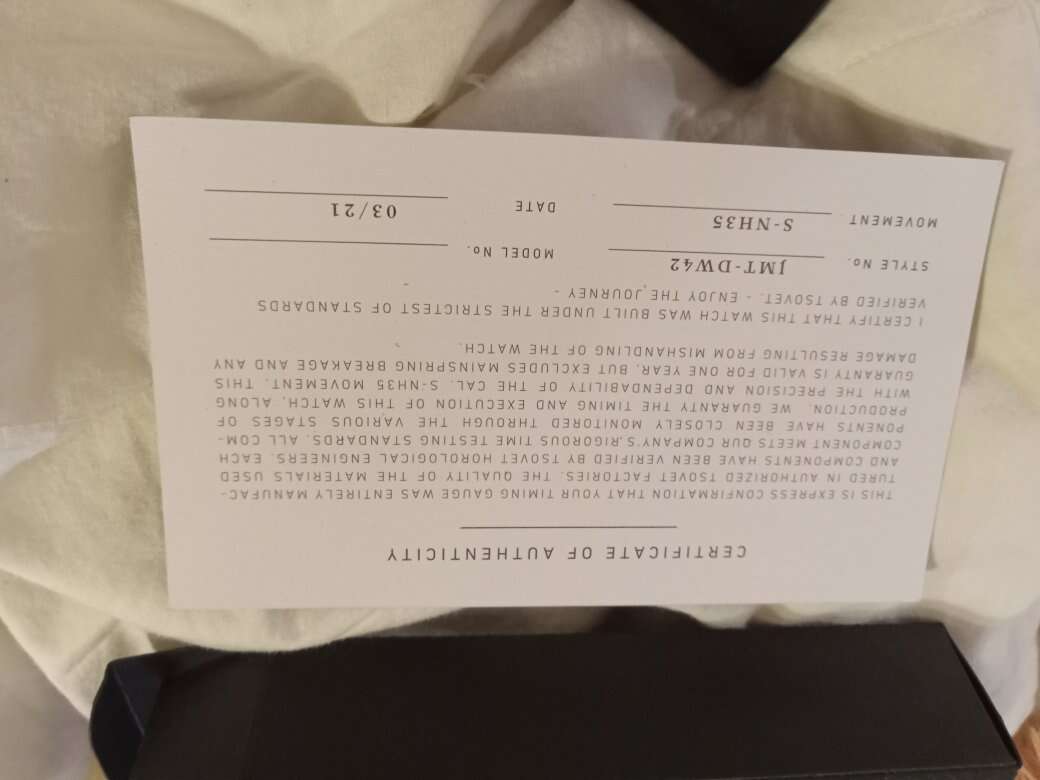 CERTIFICATE OF AUTHENTICITY
THIS IS EXPRESS CONFIRMATION THAT YOUR TIMING GAUGE WAS ENTIRELY MANUFAC-
TURED IN AUTHORIZED TSOVET FACTORIES. THE QUALITY OF THE MATERIALS USED
AND COMPONENTS HAVE BEEN VERIFIED BY TSOVET HOROLOGICAL ENGINEERS. EACH
COMPONENT MEETS OUR COMPANY'S RIGOROUS TIME TESTING STANDARDS. ALL COM-
PONENTS HAVE BEEN CLOSELY MONITORED THROUGH THE VARIOUS STAGES OF
PRODUCTION. WE GUARANTY THE TIMING AND EXECUTION OF THIS WATCH, ALONG
WITH THE PRECISION AND DEPENDABILITY OF THE CAL. S-NH35 MOVEMENT. THIS
GUARANTY IS VALID FOR ONE YEAR, BUT EXCLUDES MAINSPRING BREAKAGE AND ANY
DAMAGE RESULTING FROM MISHANDLING OF THE WATCH.
I CERTIFY THAT THIS WATCH WAS BUILT UNDER THE STRICTEST OF STANDARDS
VERIFIED BY TSOVET. - ENJOY THE JOURNEY -
STYLE No. JMT-DW42 MODEL No.
MOVEMENT S-NH35 DATE 03/21